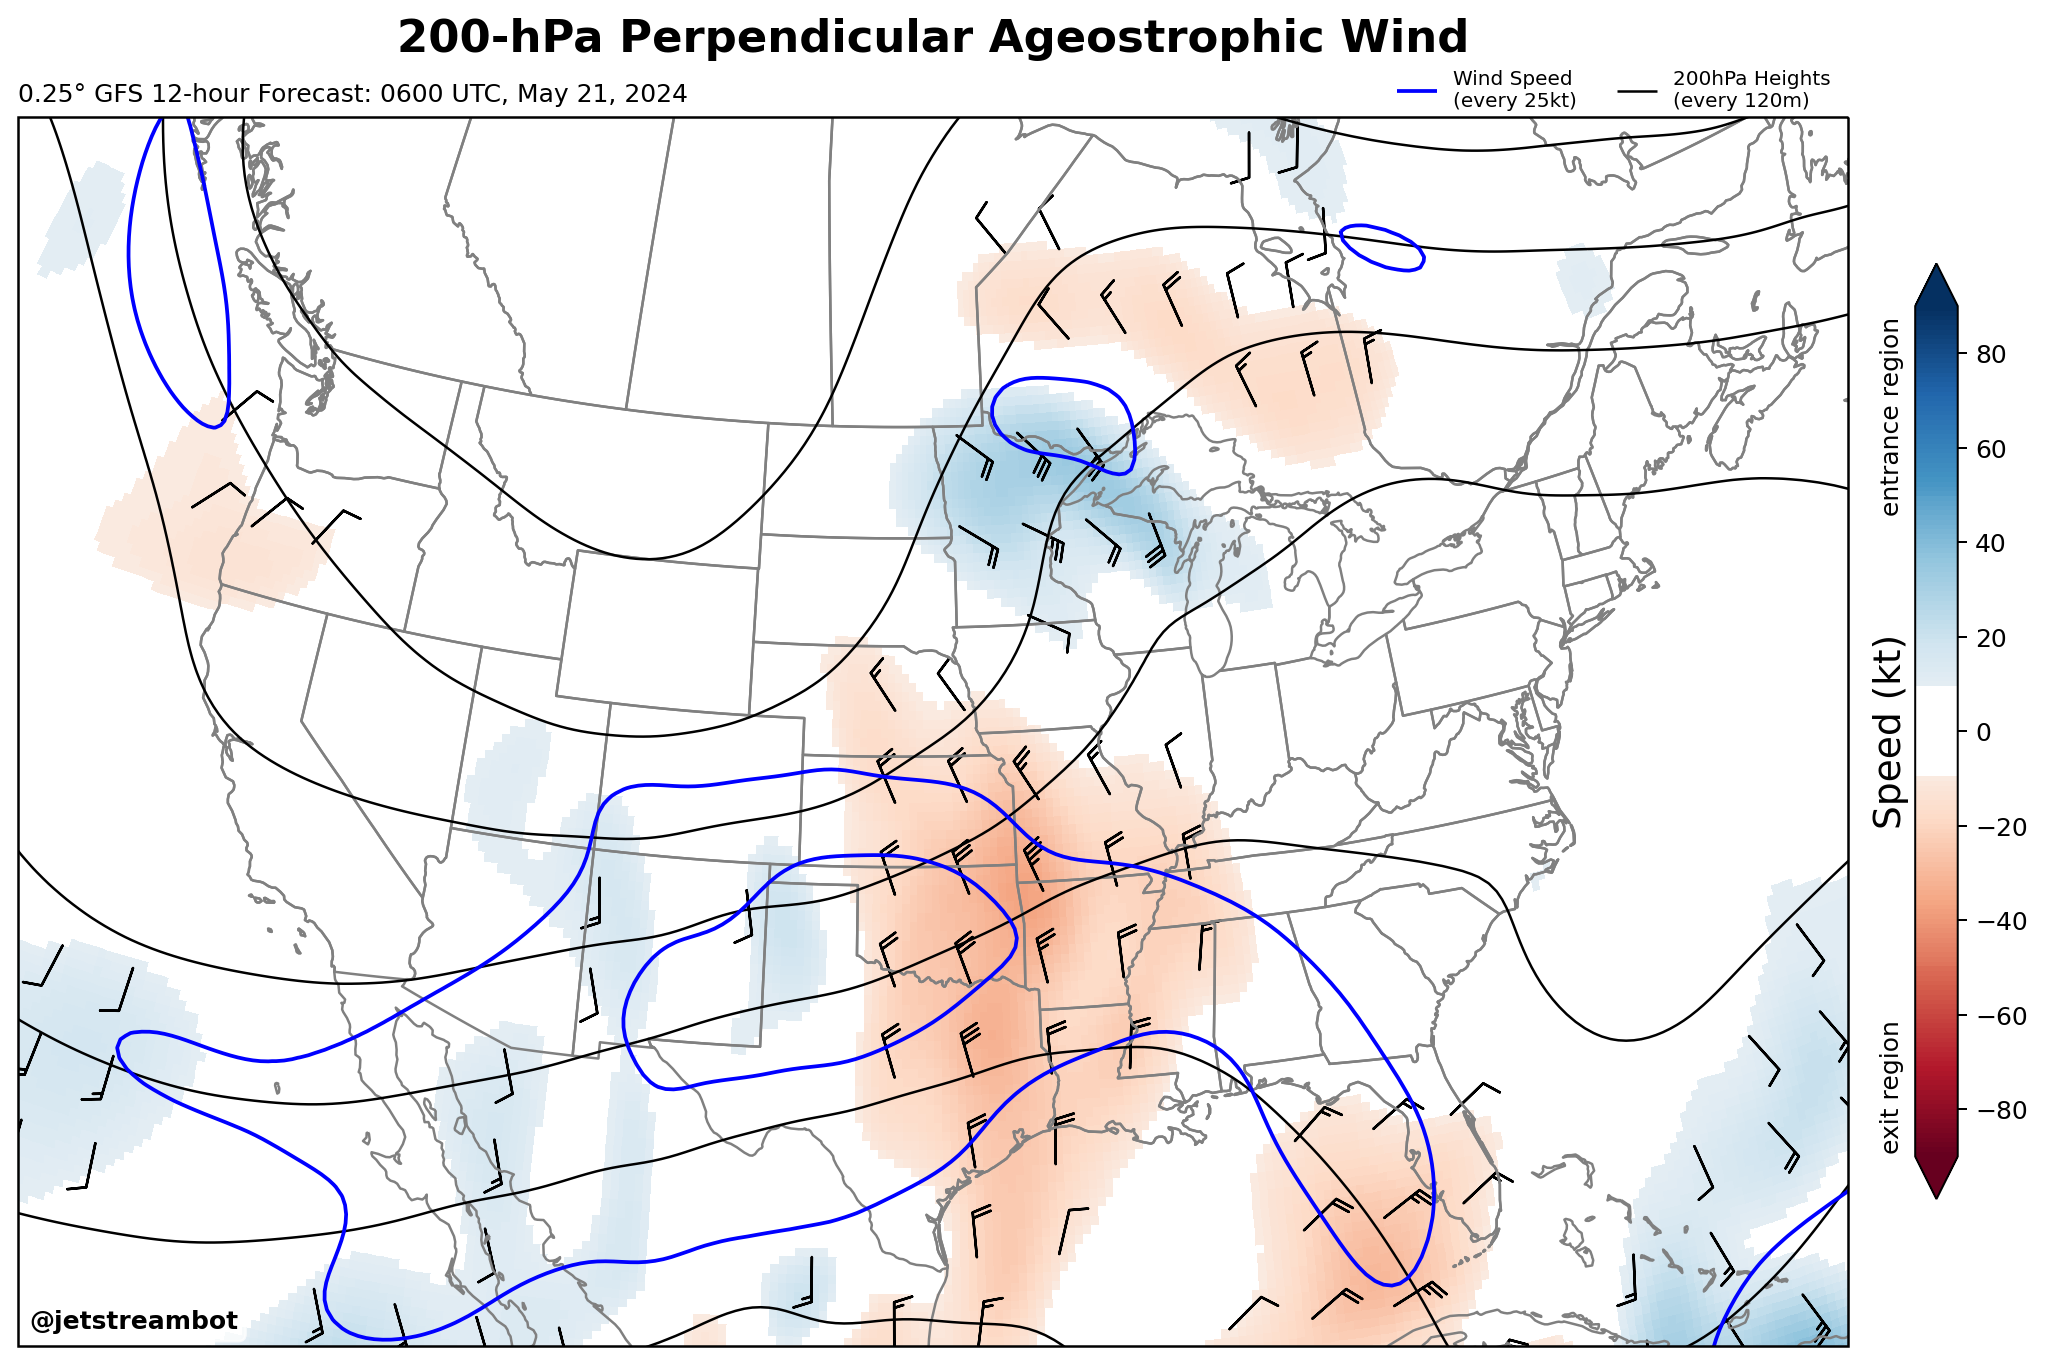 200-hPa Perpendicular Ageostrophic Wind
0.25° GFS 12-hour Forecast: 0600 UTC, May 21, 2024
Wind Speed
(every 25kt)
200hPa Heights
(every 120m)
entrance region
exit region
Speed (kt)
80
60
40
20
0
−20
−40
−60
−80
@jetstreambot